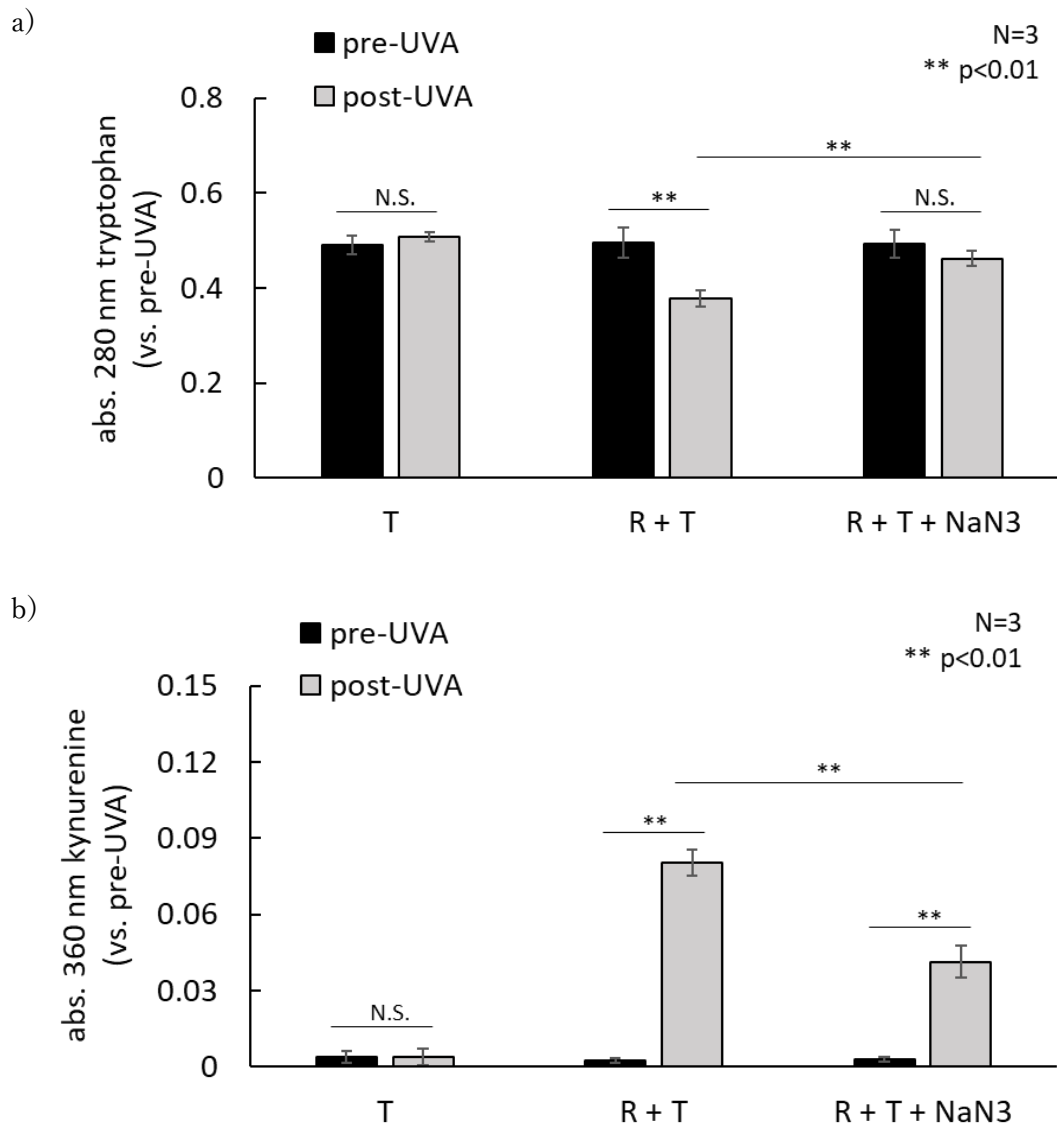 a)
pre-UVA
post-UVA
N=3
** p<0.01
abs. 280 nm tryptophan
(vs. pre-UVA)
0.8
0.6
0.4
0.2
0
N.S.
**
**
N.S.
T
R + T
R + T + NaN3
b)
pre-UVA
post-UVA
N=3
** p<0.01
abs. 360 nm kynurenine
(vs. pre-UVA)
0.15
0.12
0.09
0.06
0.03
0
N.S.
**
**
**
T
R + T
R + T + NaN3